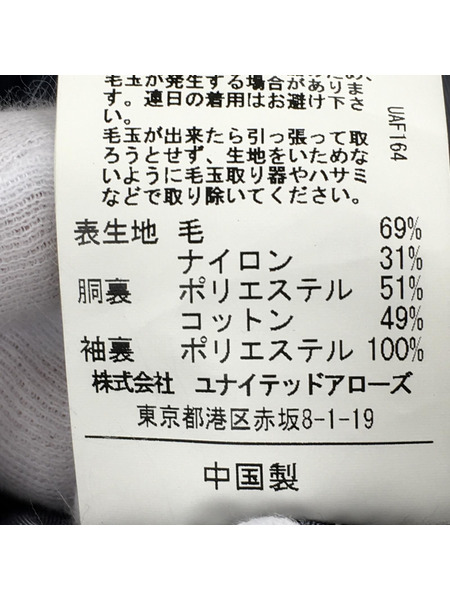 毛玉が発生する場合があります。
す。連日の着用はお避け下さ
い。
毛玉が出来たら引っ張って取
ろうとせず、生地をいためな
いように毛玉取り器やハサミ
などで取り除いてください。
表生地 毛 69%
ナイロン 31%
胴裏 ポリエステル 51%
コットン 49%
袖裏 ポリエステル 100%
株式会社 ユナイテッドアローズ
東京都港区赤坂8-1-19
中国製
UAF164